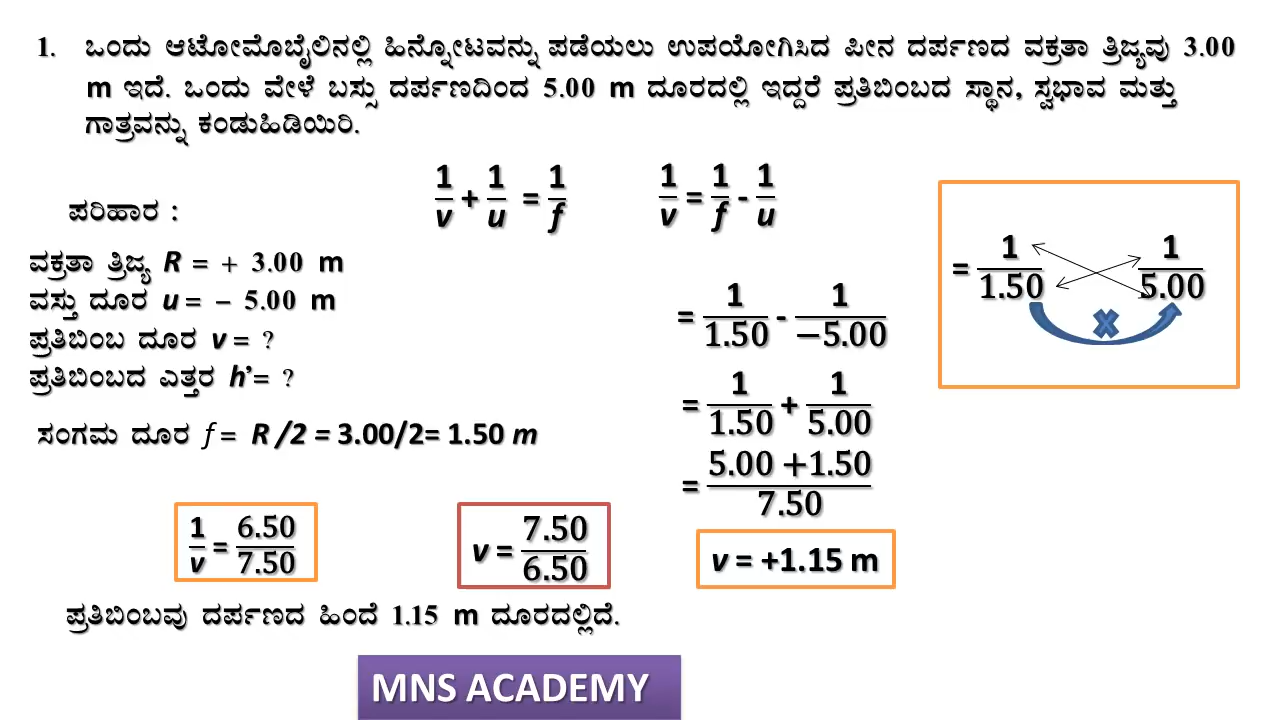 1. ಒಂದು ಆಟೋಮೊಬೈಲಿನಲ್ಲಿ ಹಿನ್ನೋಟವನ್ನು ಪಡೆಯಲು ಉಪಯೋಗಿಸಿದ ಪೀನ ದರ್ಪಣದ ವಕ್ರತಾ ತ್ರಿಜ್ಯವು 3.00
m ಇದೆ. ಒಂದು ವೇಳೆ ಬಸ್ಸು ದರ್ಪಣದಿಂದ 5.00 m ದೂರದಲ್ಲಿ ಇದ್ದರೆ ಪ್ರತಿಬಿಂಬದ ಸ್ಥಾನ, ಸ್ವಭಾವ ಮತ್ತು
ಗಾತ್ರವನ್ನು ಕಂಡುಹಿಡಿಯಿರಿ.
1/v + 1/u = 1/f
1/v = 1/f - 1/u
ಪರಿಹಾರ :
ವಕ್ರತಾ ತ್ರಿಜ್ಯ R = + 3.00 m
ವಸ್ತು ದೂರ u = − 5.00 m
ಪ್ರತಿಬಿಂಬ ದೂರ v = ?
ಪ್ರತಿಬಿಂಬದ ಎತ್ತರ h’= ?
ಸಂಗಮ ದೂರ f = R /2 = 3.00/2= 1.50 m
= 1/1.50 - 1/−5.00
= 1/1.50 + 1/5.00
= 5.00 +1.50/7.50
= 1/1.50 1/5.00
1/v = 6.50/7.50
v = 7.50/6.50
v = +1.15 m
ಪ್ರತಿಬಿಂಬವು ದರ್ಪಣದ ಹಿಂದೆ 1.15 m ದೂರದಲ್ಲಿದೆ.
MNS ACADEMY